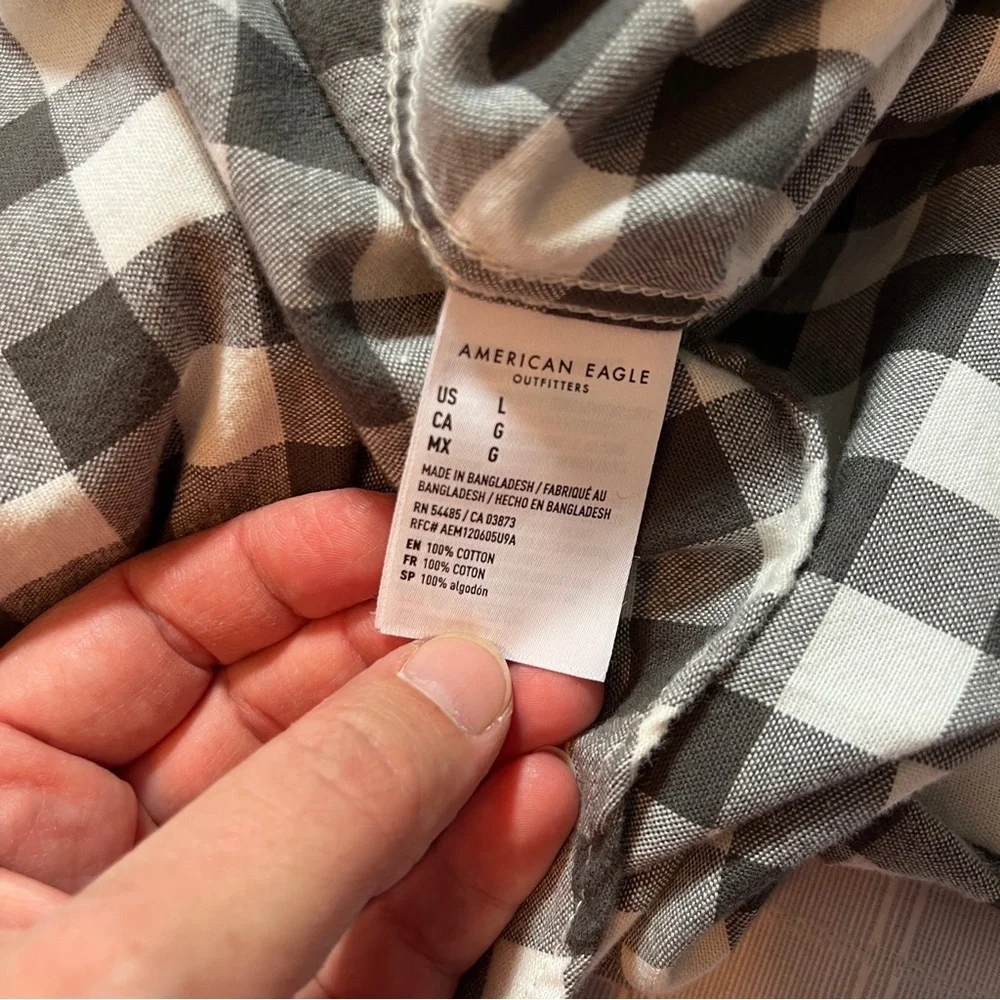 AMERICAN EAGLE
OUTFITTERS
US L
CA G
MX G
MADE IN BANGLADESH / FABRIQUÉ AU
BANGLADESH / HECHO EN BANGLADESH
RN 54485 / CA 03873
RFC# AEM120605U9A
EN 100% COTTON
FR 100% COTON
SP 100% algodón